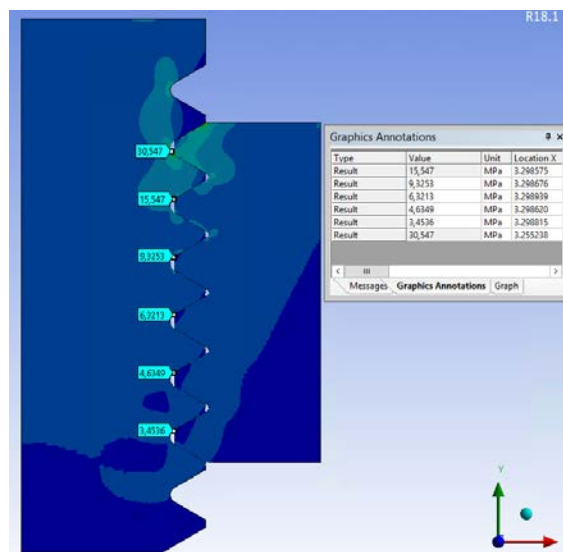 R18.1
30,547
15,547
9,3253
6,3213
4,6349
3,4536
Graphics Annotations
Type Value Unit Location X
Result 15,547 MPa 3.298575
Result 9,3253 MPa 3.298676
Result 6,3213 MPa 3.298939
Result 4,6349 MPa 3.298620
Result 3,4536 MPa 3.298815
Result 30,547 MPa 3.255238
Messages Graphics Annotations Graph
Y